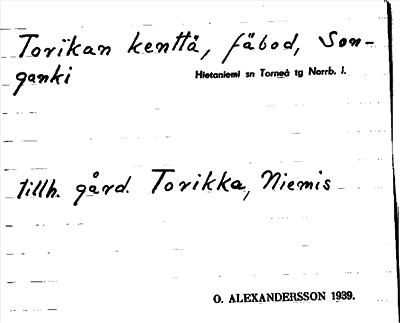 Torikan kenttä, fäbod, Son-
ganki
Hietaniemi sn Torneå tg Norrb. l.
tillh. gård. Torikka, Niemis
O. ALEXANDERSSON 1939.